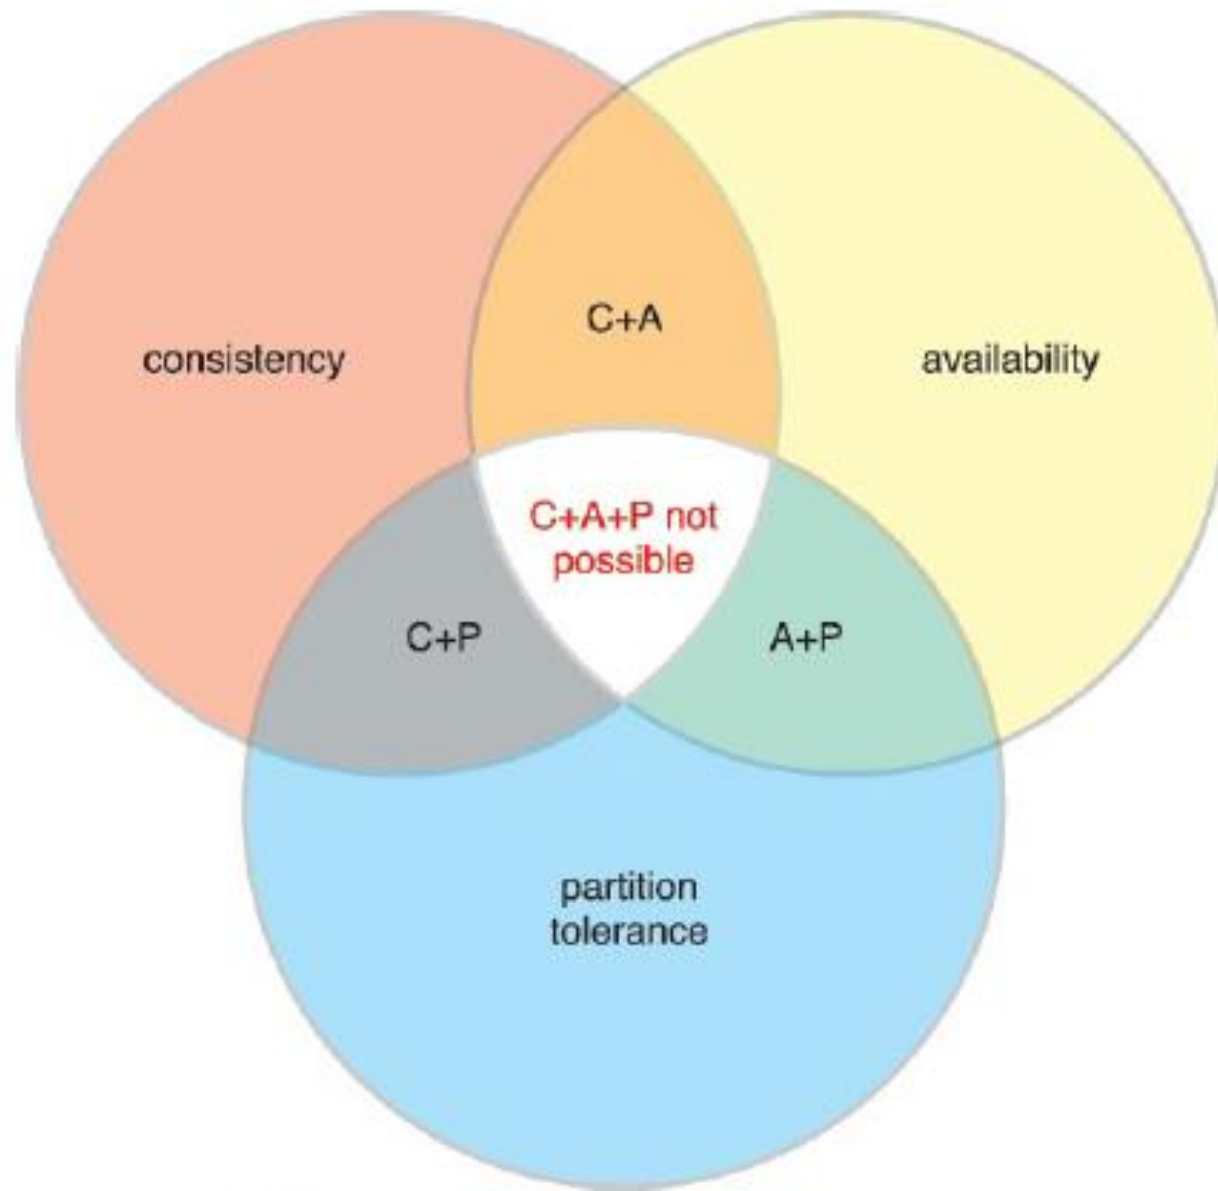 C+A
consistency
availability
C+A+P not
possible
C+P
A+P
partition
tolerance